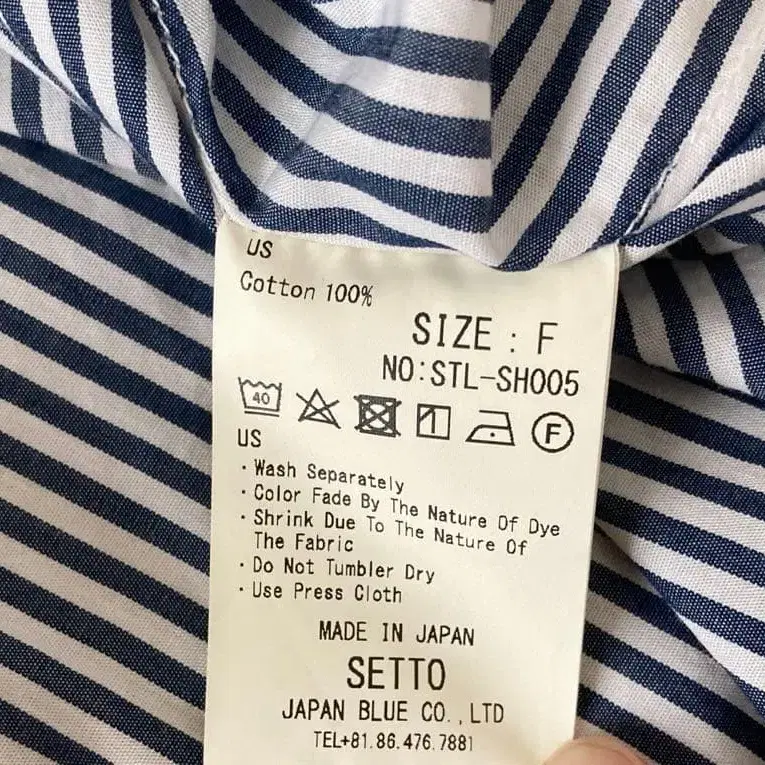 US
Cotton 100%
SIZE : F
NO:STL-SH005
40
F
US
・Wash Separately
・Color Fade By The Nature Of Dye
・Shrink Due To The Nature Of
The Fabric
・Do Not Tumbler Dry
・Use Press Cloth
MADE IN JAPAN
SETTO
JAPAN BLUE CO.,LTD
TEL+81.86.476.7881